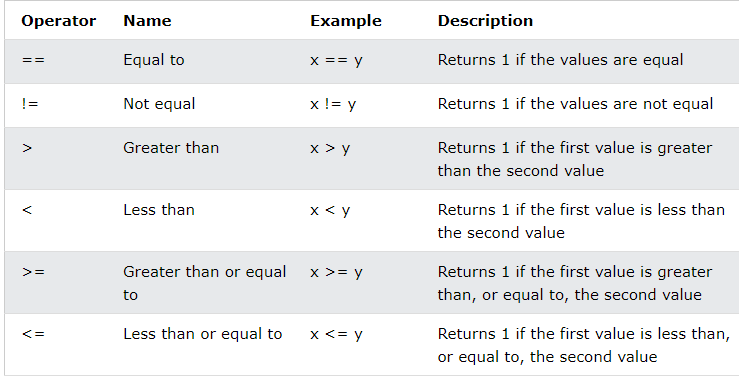 Operator Name Example Description
== Equal to x == y Returns 1 if the values are equal
!= Not equal x != y Returns 1 if the values are not equal
> Greater than x > y Returns 1 if the first value is greater
than the second value
< Less than x < y Returns 1 if the first value is less than
the second value
>= Greater than or equal x >= y Returns 1 if the first value is greater
to than, or equal to, the second value
<= Less than or equal to x <= y Returns 1 if the first value is less than,
or equal to, the second value